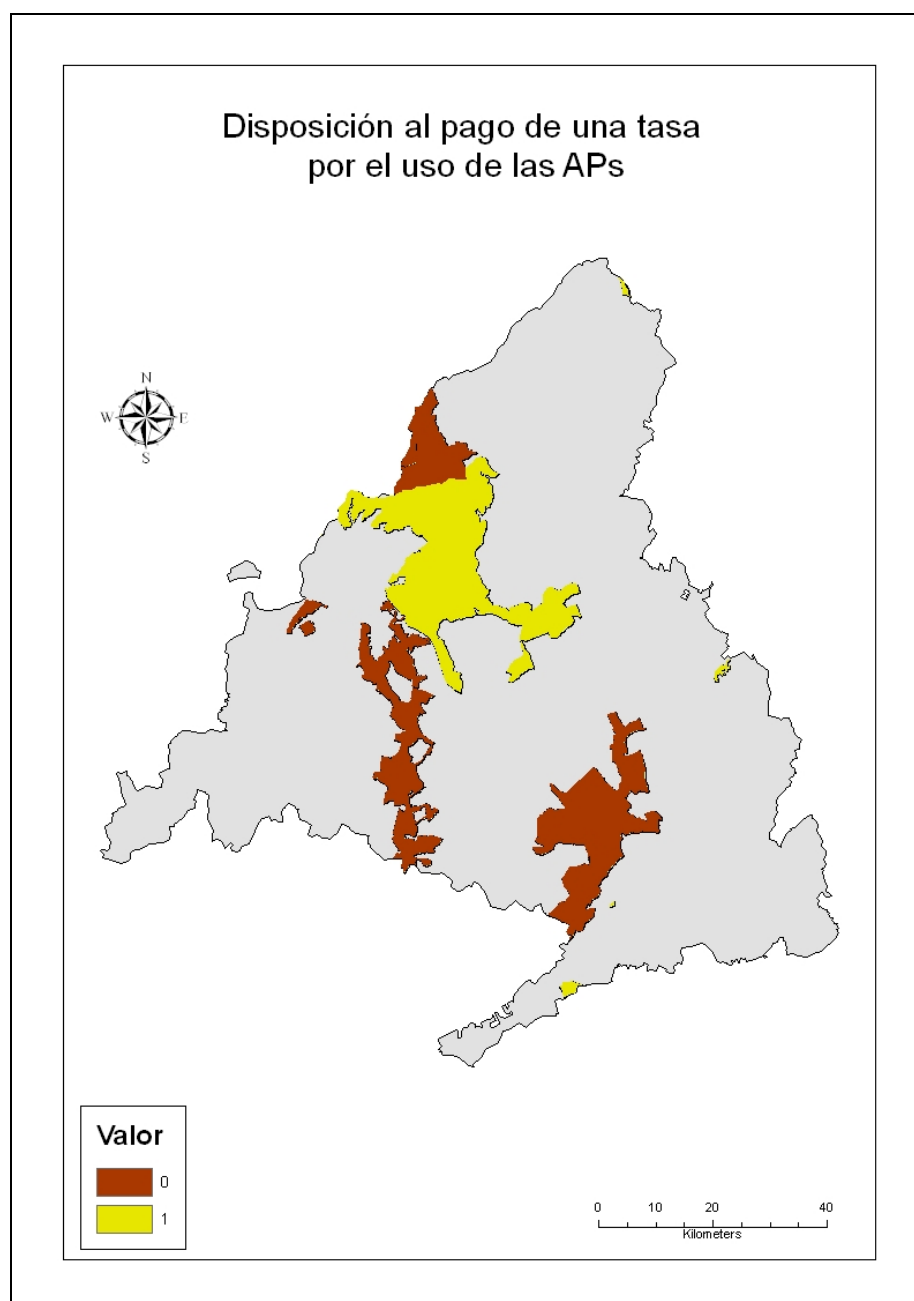 Disposición al pago de una tasa
por el uso de las APs
N
W E
S
Valor
0
1
0 10 20 40
Kilometers